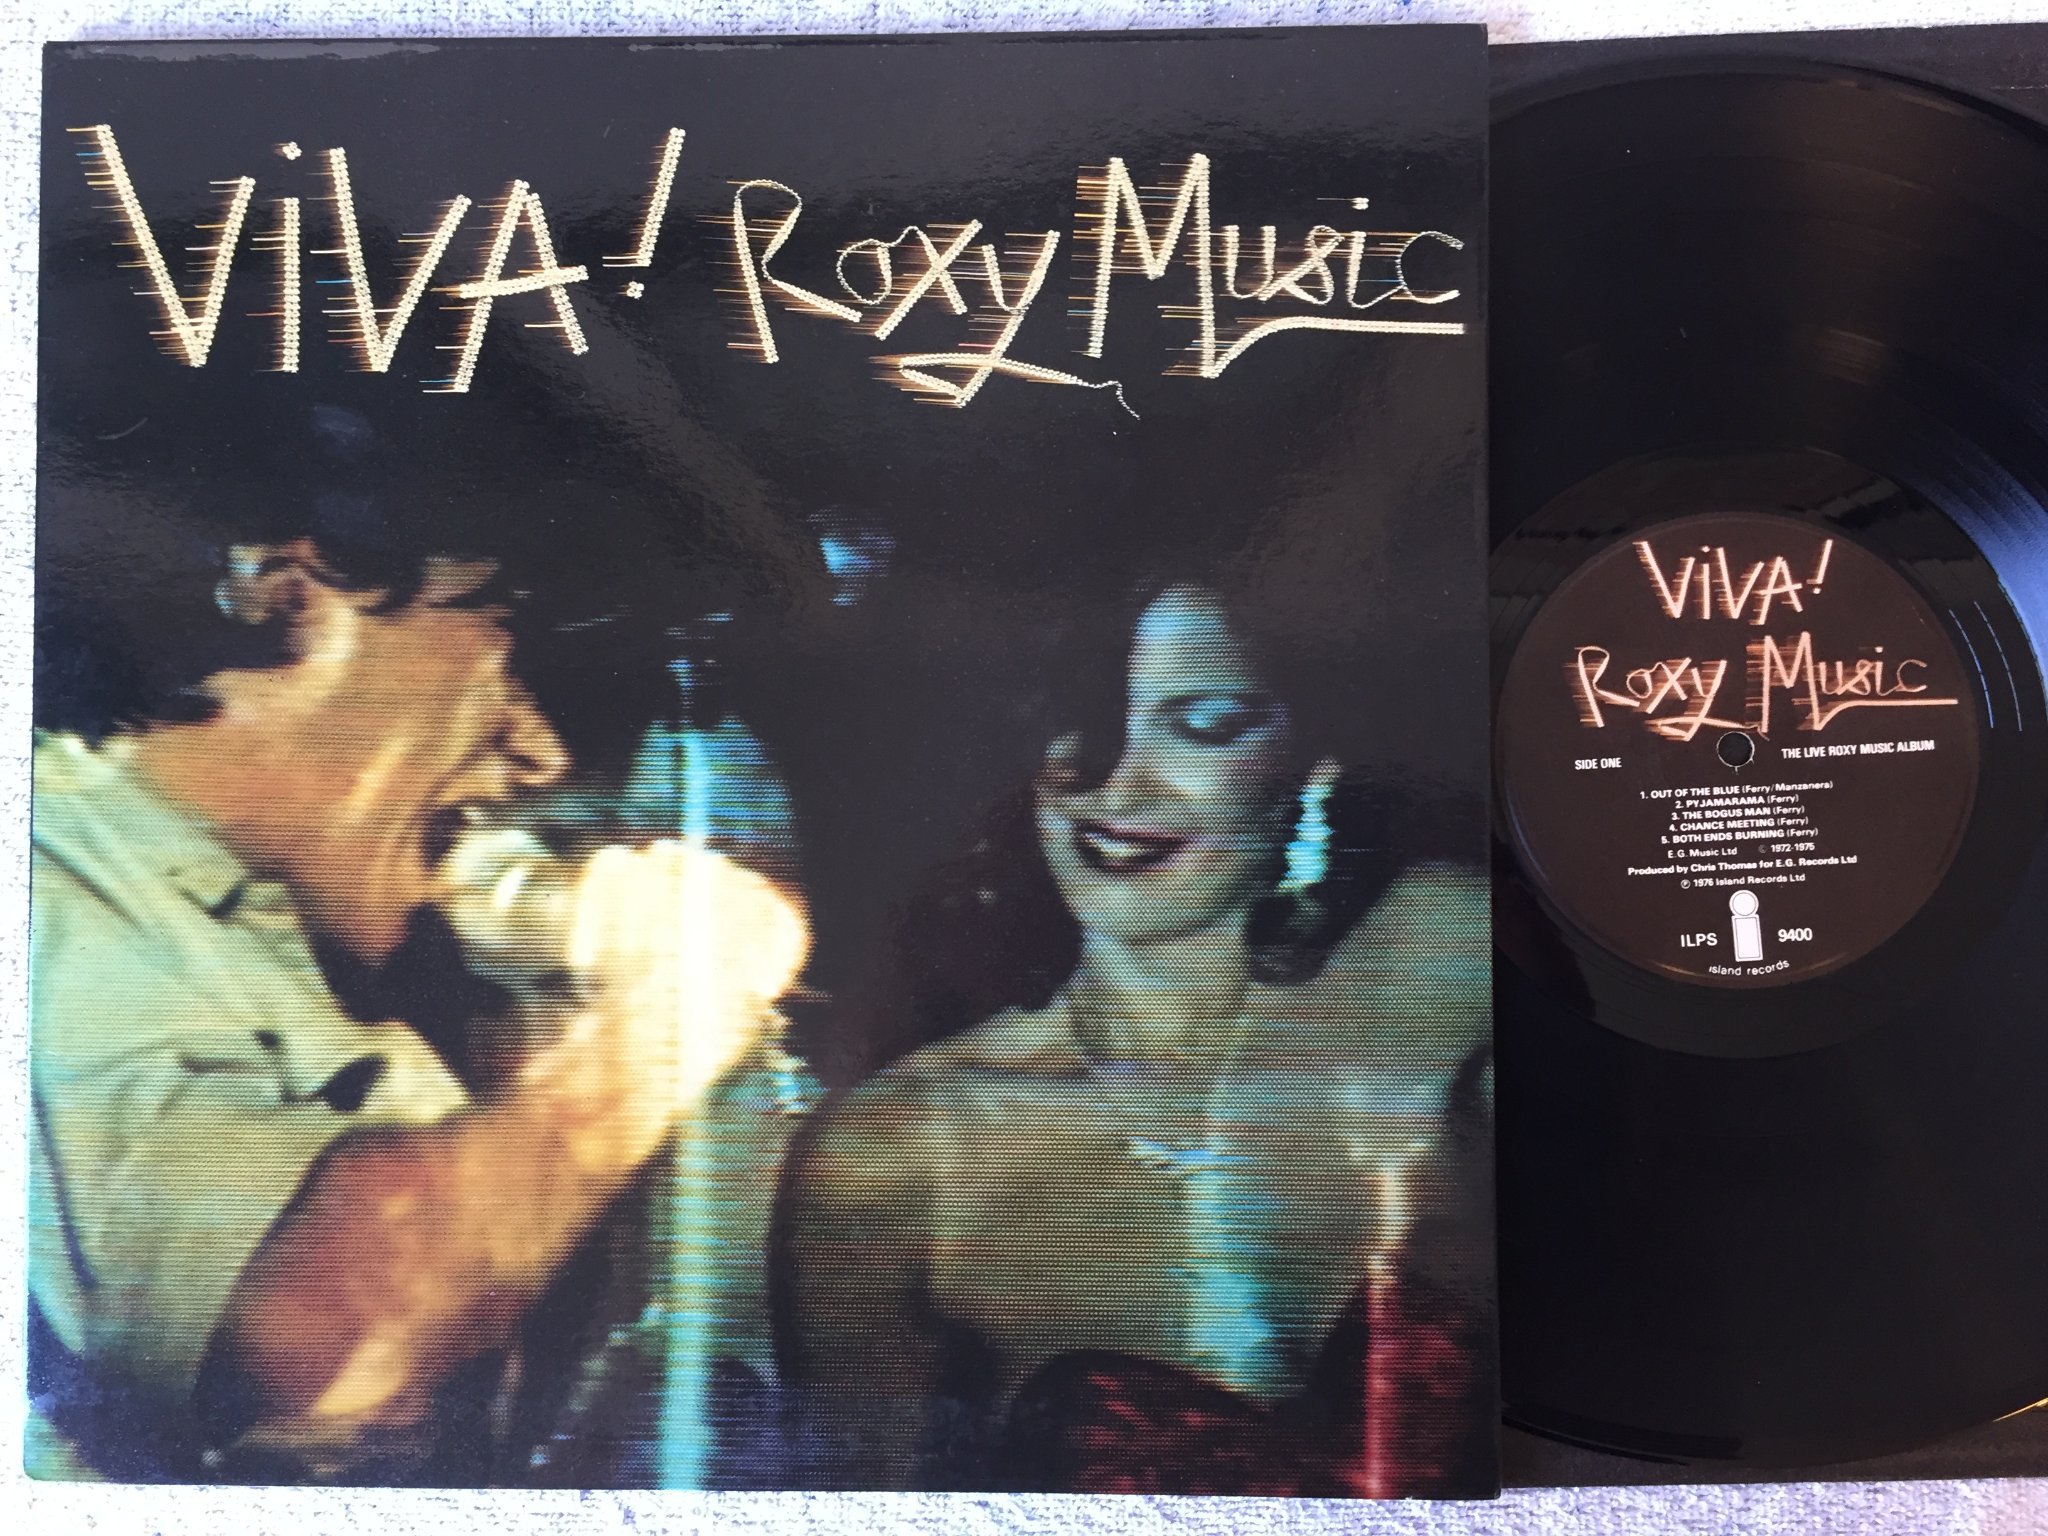 ViVA! Roxy Music
ViVA!
Roxy Music
SIDE ONE
THE LIVE ROXY MUSIC ALBUM
1. OUT OF THE BLUE (Ferry/Manzanera)
2. PYJAMARAMA (Ferry)
3. THE BOGUS MAN (Ferry)
4. CHANCE MEETING (Ferry)
5. BOTH ENDS BURNING (Ferry)
E.G. Music Ltd © 1972-1975
Produced by Chris Thomas for E.G. Records Ltd
℗ 1976 Island Records Ltd
ILPS 9400
island records